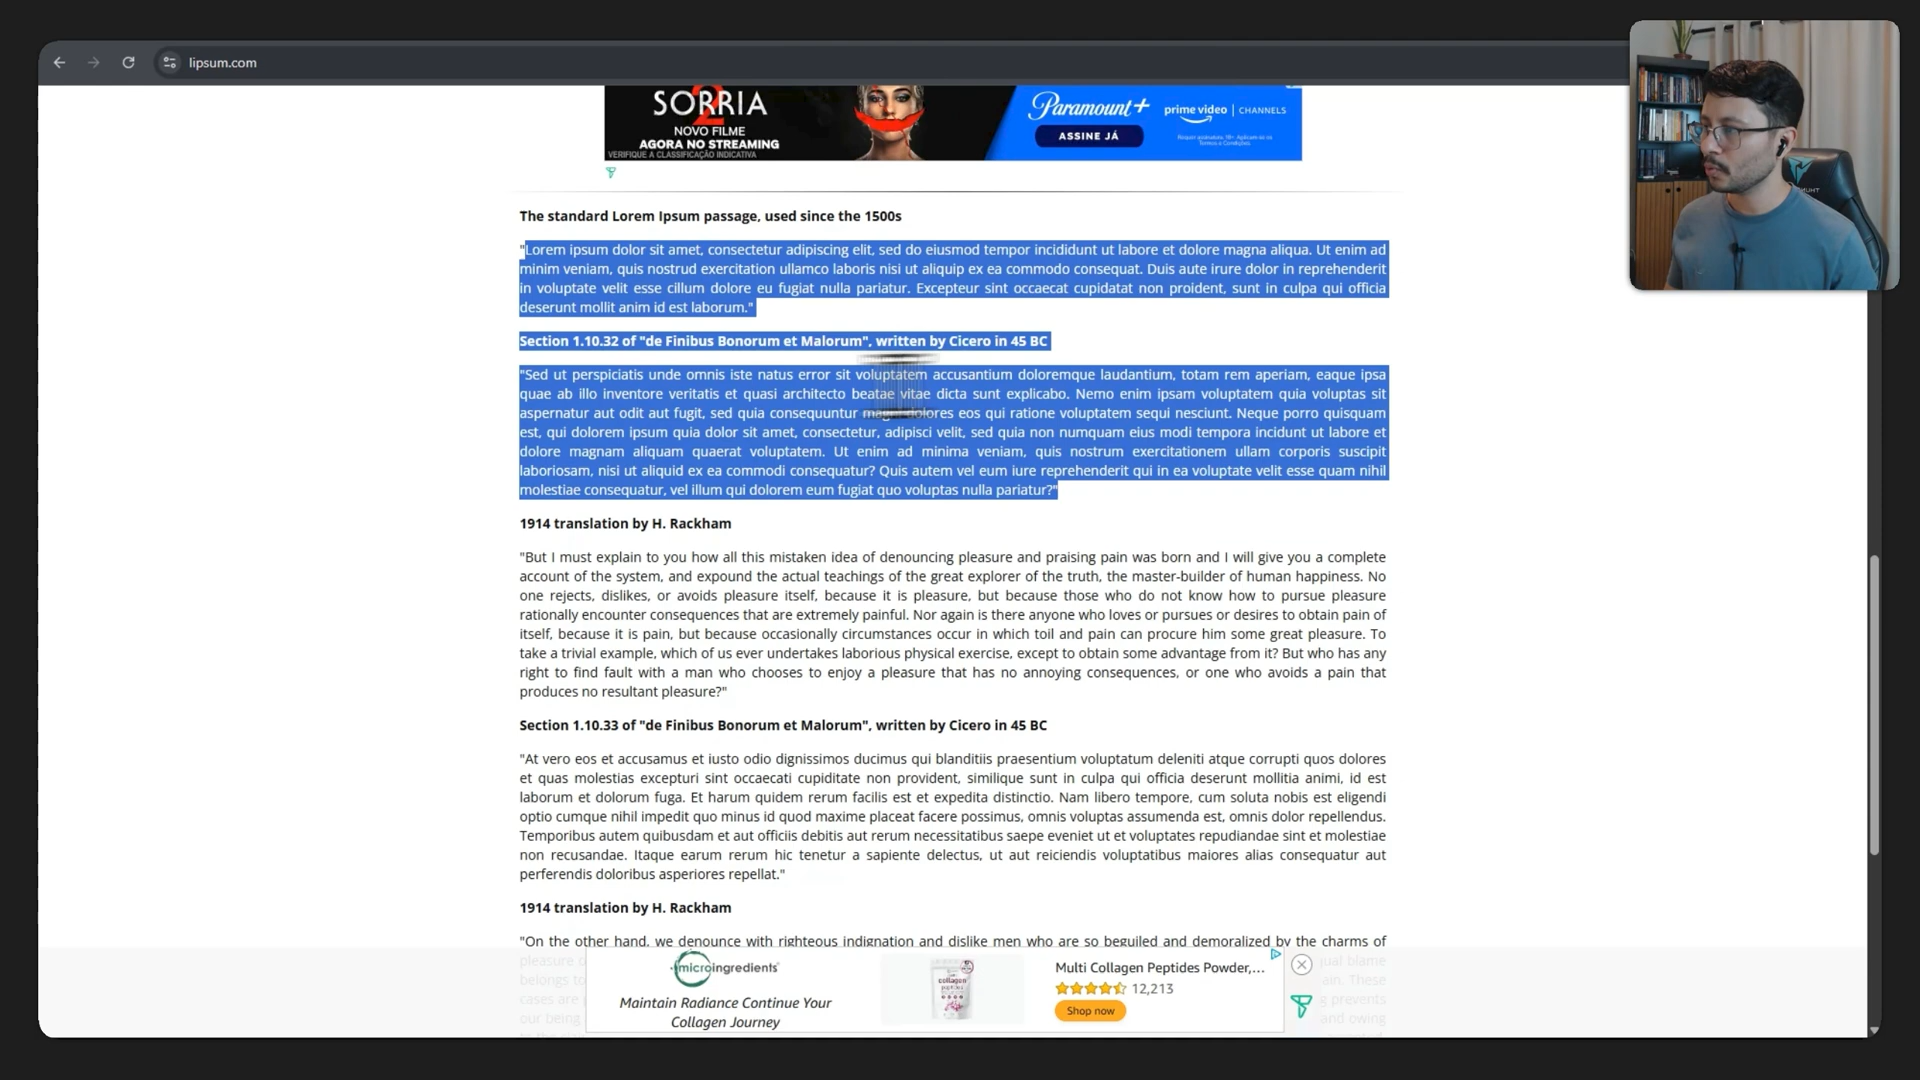 lipsum.com
SORRIA
2
NOVO FILME
AGORA NO STREAMING
VERIFIQUE A CLASSIFICAÇÃO INDICATIVA
Paramount+
prime video | CHANNELS
ASSINE JÁ
The standard Lorem Ipsum passage, used since the 1500s
"Lorem ipsum dolor sit amet, consectetur adipiscing elit, sed do eiusmod tempor incididunt ut labore et dolore magna aliqua. Ut enim ad
minim veniam, quis nostrud exercitation ullamco laboris nisi ut aliquip ex ea commodo consequat. Duis aute irure dolor in reprehenderit
in voluptate velit esse cillum dolore eu fugiat nulla pariatur. Excepteur sint occaecat cupidatat non proident, sunt in culpa qui officia
deserunt mollit anim id est laborum."
Section 1.10.32 of "de Finibus Bonorum et Malorum", written by Cicero in 45 BC
"Sed ut perspiciatis unde omnis iste natus error sit voluptatem accusantium doloremque laudantium, totam rem aperiam, eaque ipsa
quae ab illo inventore veritatis et quasi architecto beatae vitae dicta sunt explicabo. Nemo enim ipsam voluptatem quia voluptas sit
aspernatur aut odit aut fugit, sed quia consequuntur magni dolores eos qui ratione voluptatem sequi nesciunt. Neque porro quisquam
est, qui dolorem ipsum quia dolor sit amet, consectetur, adipisci velit, sed quia non numquam eius modi tempora incidunt ut labore et
dolore magnam aliquam quaerat voluptatem. Ut enim ad minima veniam, quis nostrum exercitationem ullam corporis suscipit
laboriosam, nisi ut aliquid ex ea commodi consequatur? Quis autem vel eum iure reprehenderit qui in ea voluptate velit esse quam nihil
molestiae consequatur, vel illum qui dolorem eum fugiat quo voluptas nulla pariatur?"
1914 translation by H. Rackham
"But I must explain to you how all this mistaken idea of denouncing pleasure and praising pain was born and I will give you a complete
account of the system, and expound the actual teachings of the great explorer of the truth, the master-builder of human happiness. No
one rejects, dislikes, or avoids pleasure itself, because it is pleasure, but because those who do not know how to pursue pleasure
rationally encounter consequences that are extremely painful. Nor again is there anyone who loves or pursues or desires to obtain pain of
itself, because it is pain, but because occasionally circumstances occur in which toil and pain can procure him some great pleasure. To
take a trivial example, which of us ever undertakes laborious physical exercise, except to obtain some advantage from it? But who has any
right to find fault with a man who chooses to enjoy a pleasure that has no annoying consequences, or one who avoids a pain that
produces no resultant pleasure?"
Section 1.10.33 of "de Finibus Bonorum et Malorum", written by Cicero in 45 BC
"At vero eos et accusamus et iusto odio dignissimos ducimus qui blanditiis praesentium voluptatum deleniti atque corrupti quos dolores
et quas molestias excepturi sint occaecati cupiditate non provident, similique sunt in culpa qui officia deserunt mollitia animi, id est
laborum et dolorum fuga. Et harum quidem rerum facilis est et expedita distinctio. Nam libero tempore, cum soluta nobis est eligendi
optio cumque nihil impedit quo minus id quod maxime placeat facere possimus, omnis voluptas assumenda est, omnis dolor repellendus.
Temporibus autem quibusdam et aut officiis debitis aut rerum necessitatibus saepe eveniet ut et voluptates repudiandae sint et molestiae
non recusandae. Itaque earum rerum hic tenetur a sapiente delectus, ut aut reiciendis voluptatibus maiores alias consequatur aut
perferendis doloribus asperiores repellat."
1914 translation by H. Rackham
"On the other hand, we denounce with righteous indignation and dislike men who are so beguiled and demoralized by the charms of
pleasure
belongs to
cases are
our being
blame
These
prevents
and owing
microingredients
Maintain Radiance Continue Your
Collagen Journey
collagen
Multi Collagen Peptides Powder,...
12,213
Shop now